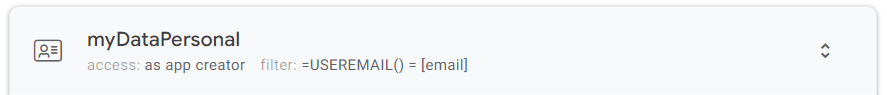 myDataPersonal
access: as app creator filter: =USEREMAIL() = [email]